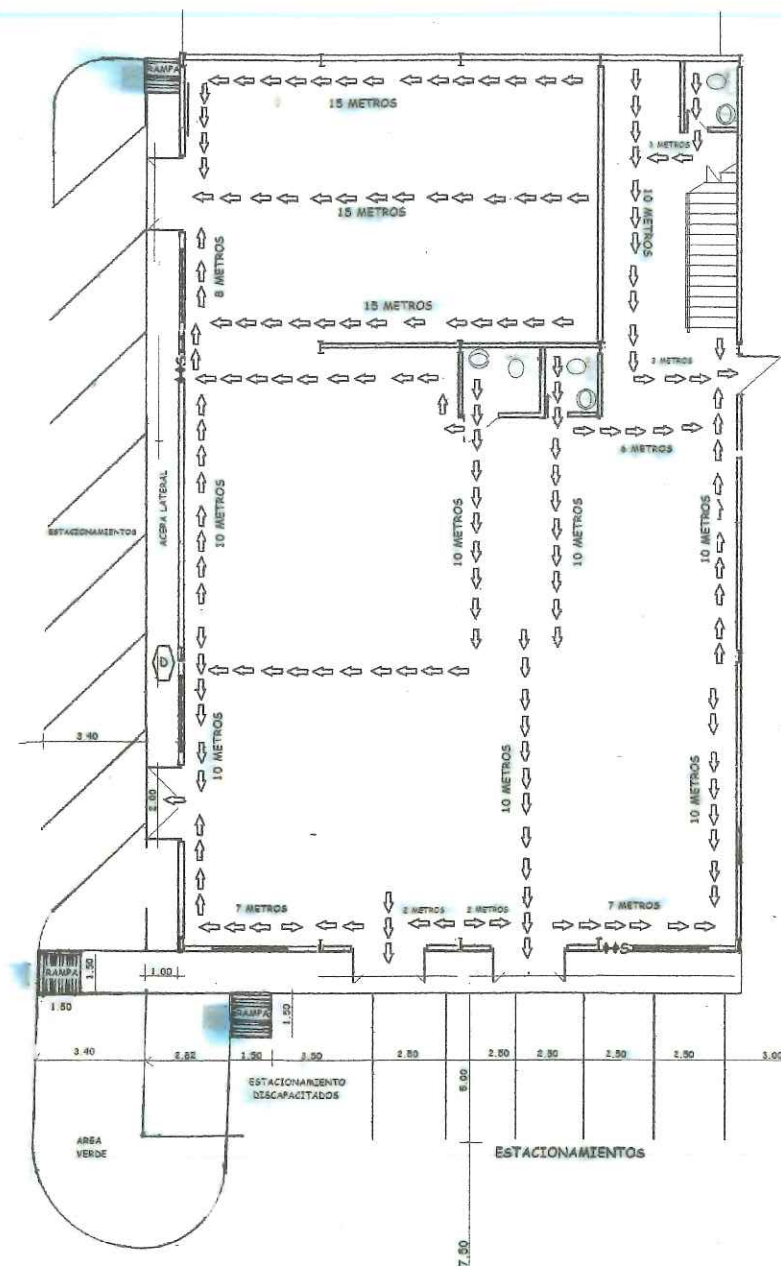 RAMPA
15 METROS
3 METROS
10 METROS
15 METROS
8 METROS
15 METROS
3 METROS
6 METROS
ACERA LATERAL
ESTACIONAMIENTOS
10 METROS
10 METROS
10 METROS
10 METROS
D
3.40
10 METROS
10 METROS
10 METROS
2.00
7 METROS
2 METROS
2 METROS
7 METROS
S
RAMPA
1.50
1.00
1.50
RAMPA
1.50
3.40
2.62
1.50
3.50
2.50
2.50
2.50
2.50
2.50
3.00
5.00
ESTACIONAMIENTO
DISCAPACITADOS
AREA
VERDE
ESTACIONAMIENTOS
7.50